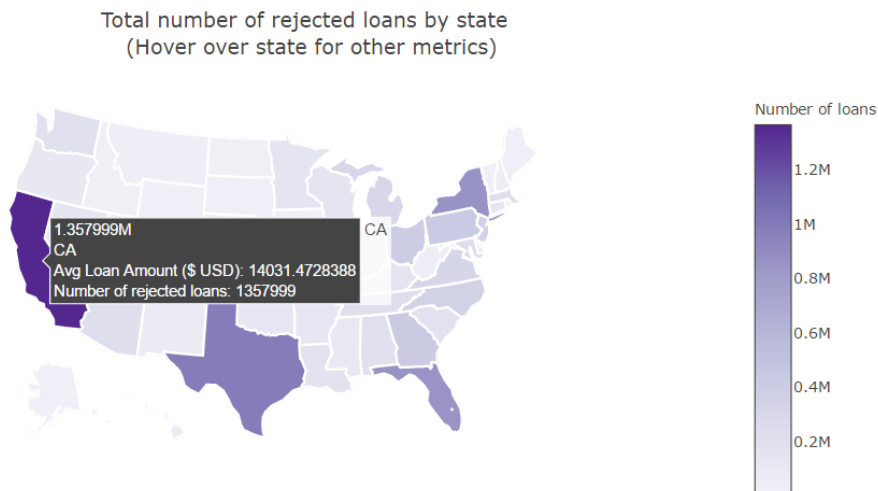 Total number of rejected loans by state
(Hover over state for other metrics)
Number of loans
1.2M
1M
0.8M
0.6M
0.4M
0.2M
1.357999M
CA
Avg Loan Amount ($ USD): 14031.4728388
Number of rejected loans: 1357999
CA